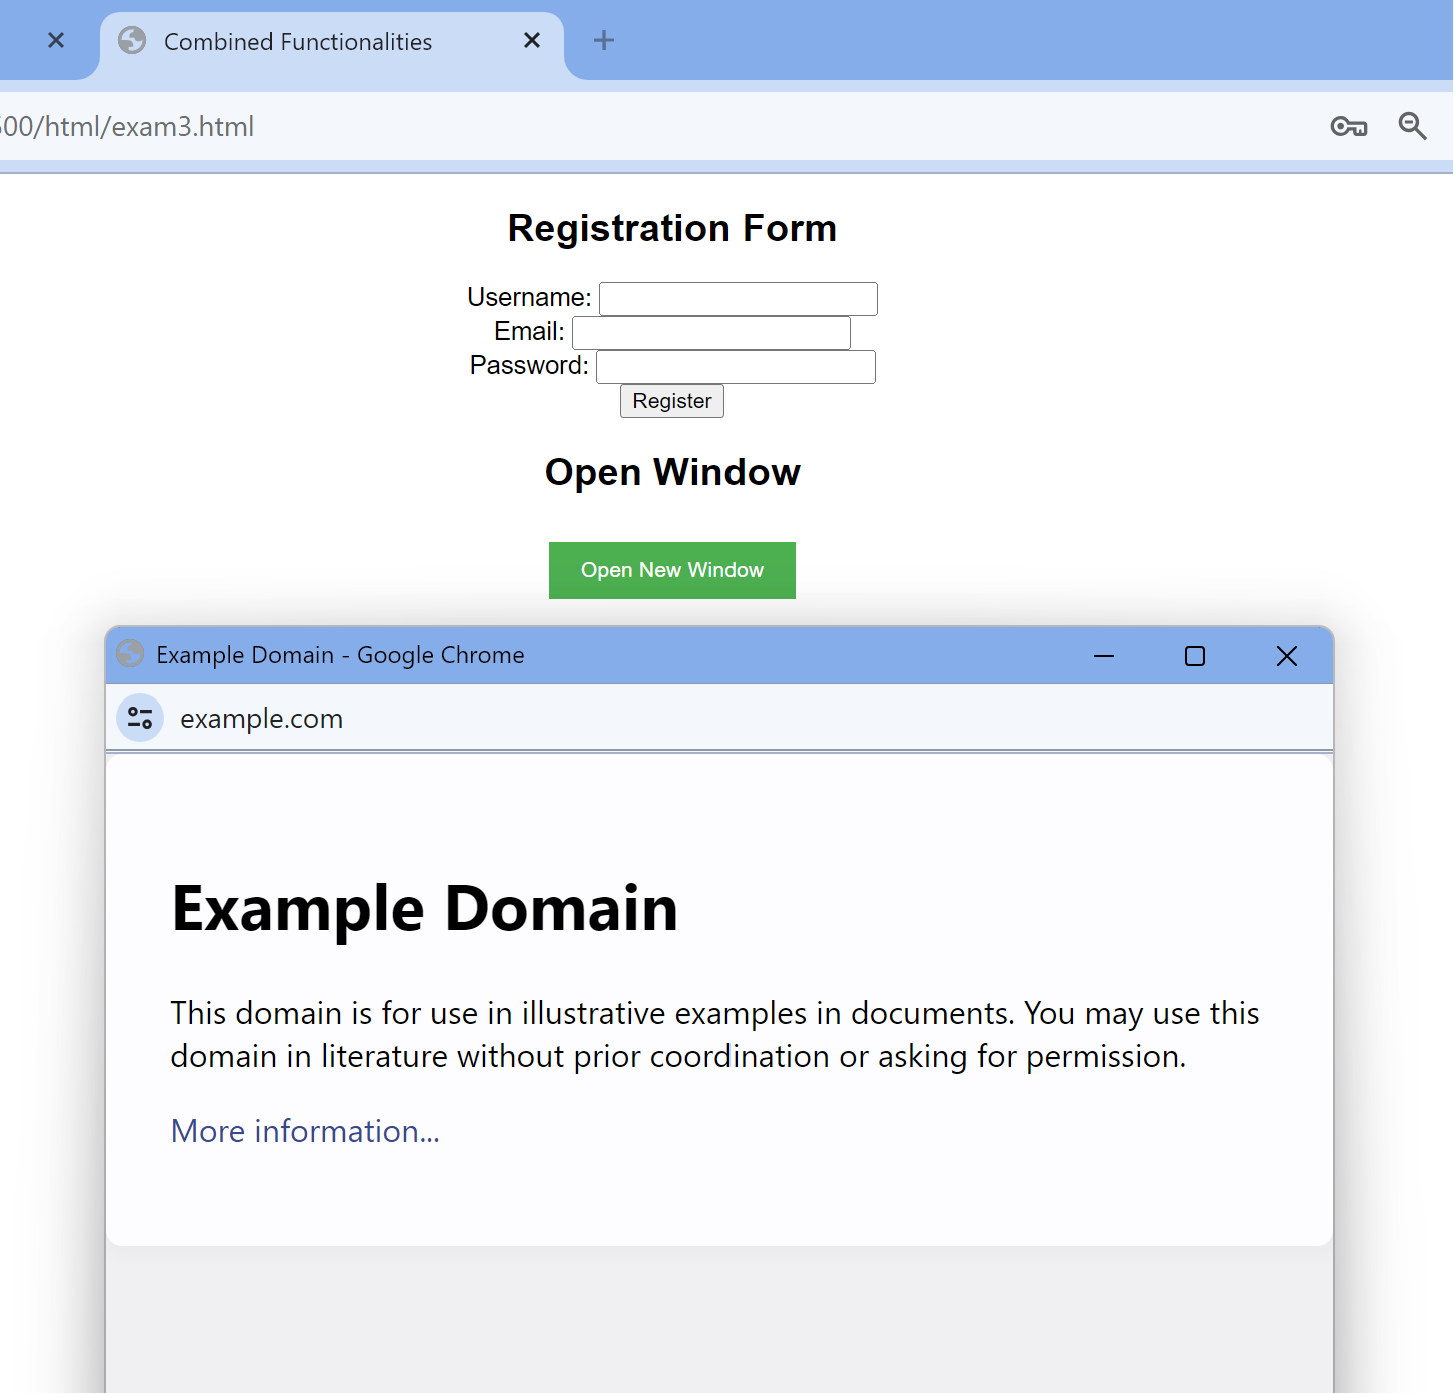 Combined Functionalities
500/html/exam3.html
Registration Form
Username:
Email:
Password:
Register
Open Window
Open New Window
Example Domain - Google Chrome
example.com
Example Domain
This domain is for use in illustrative examples in documents. You may use this
domain in literature without prior coordination or asking for permission.
More information...